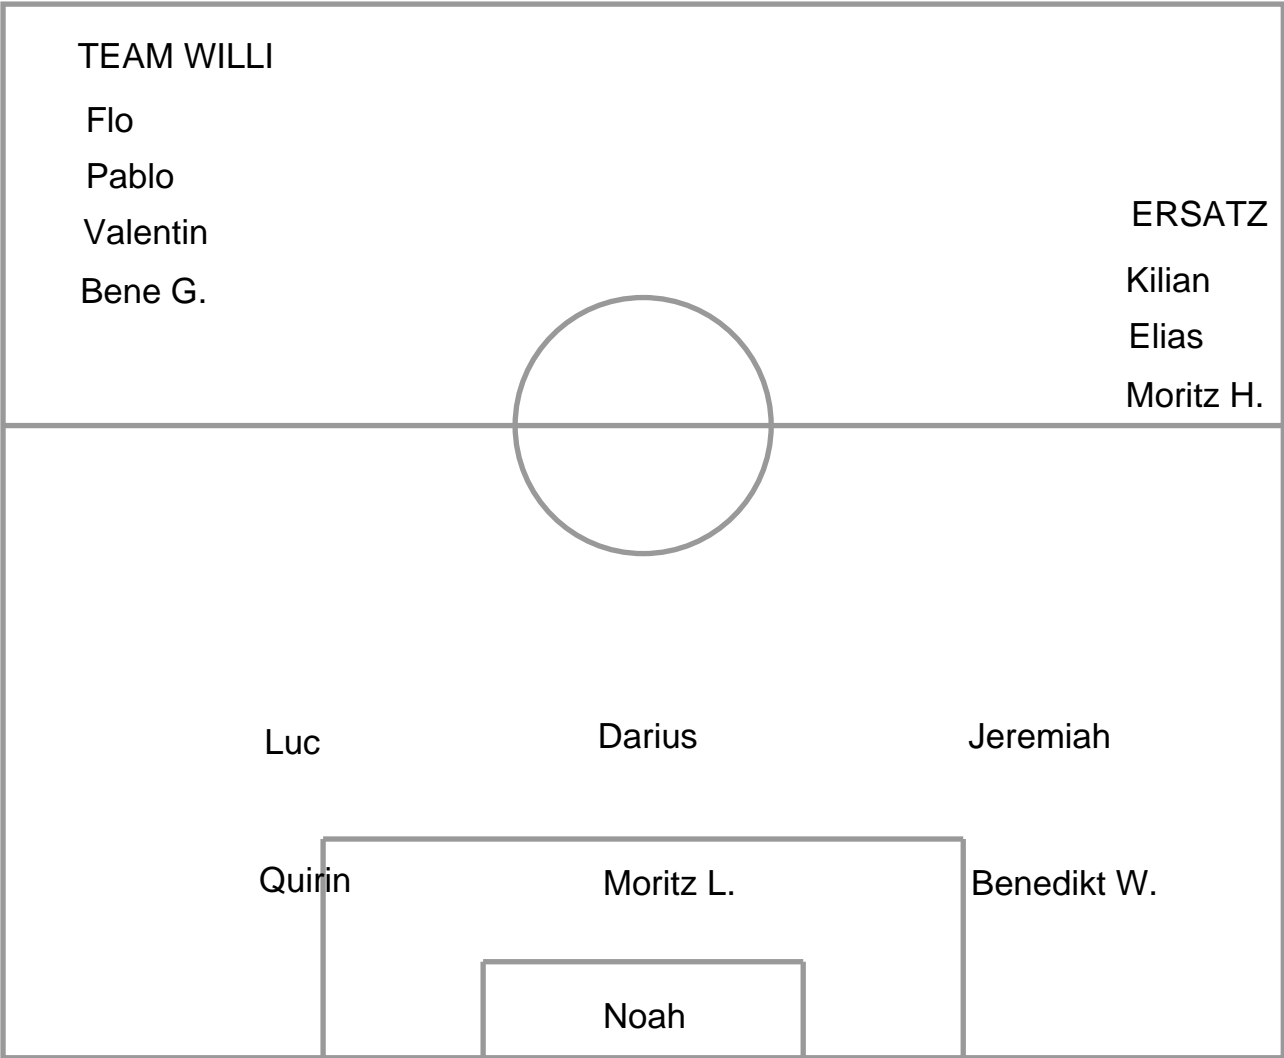 TEAM WILLI
Flo
Pablo
Valentin
Bene G.
ERSATZ
Kilian
Elias
Moritz H.
Luc Darius Jeremiah
Quirin Moritz L. Benedikt W.
Noah